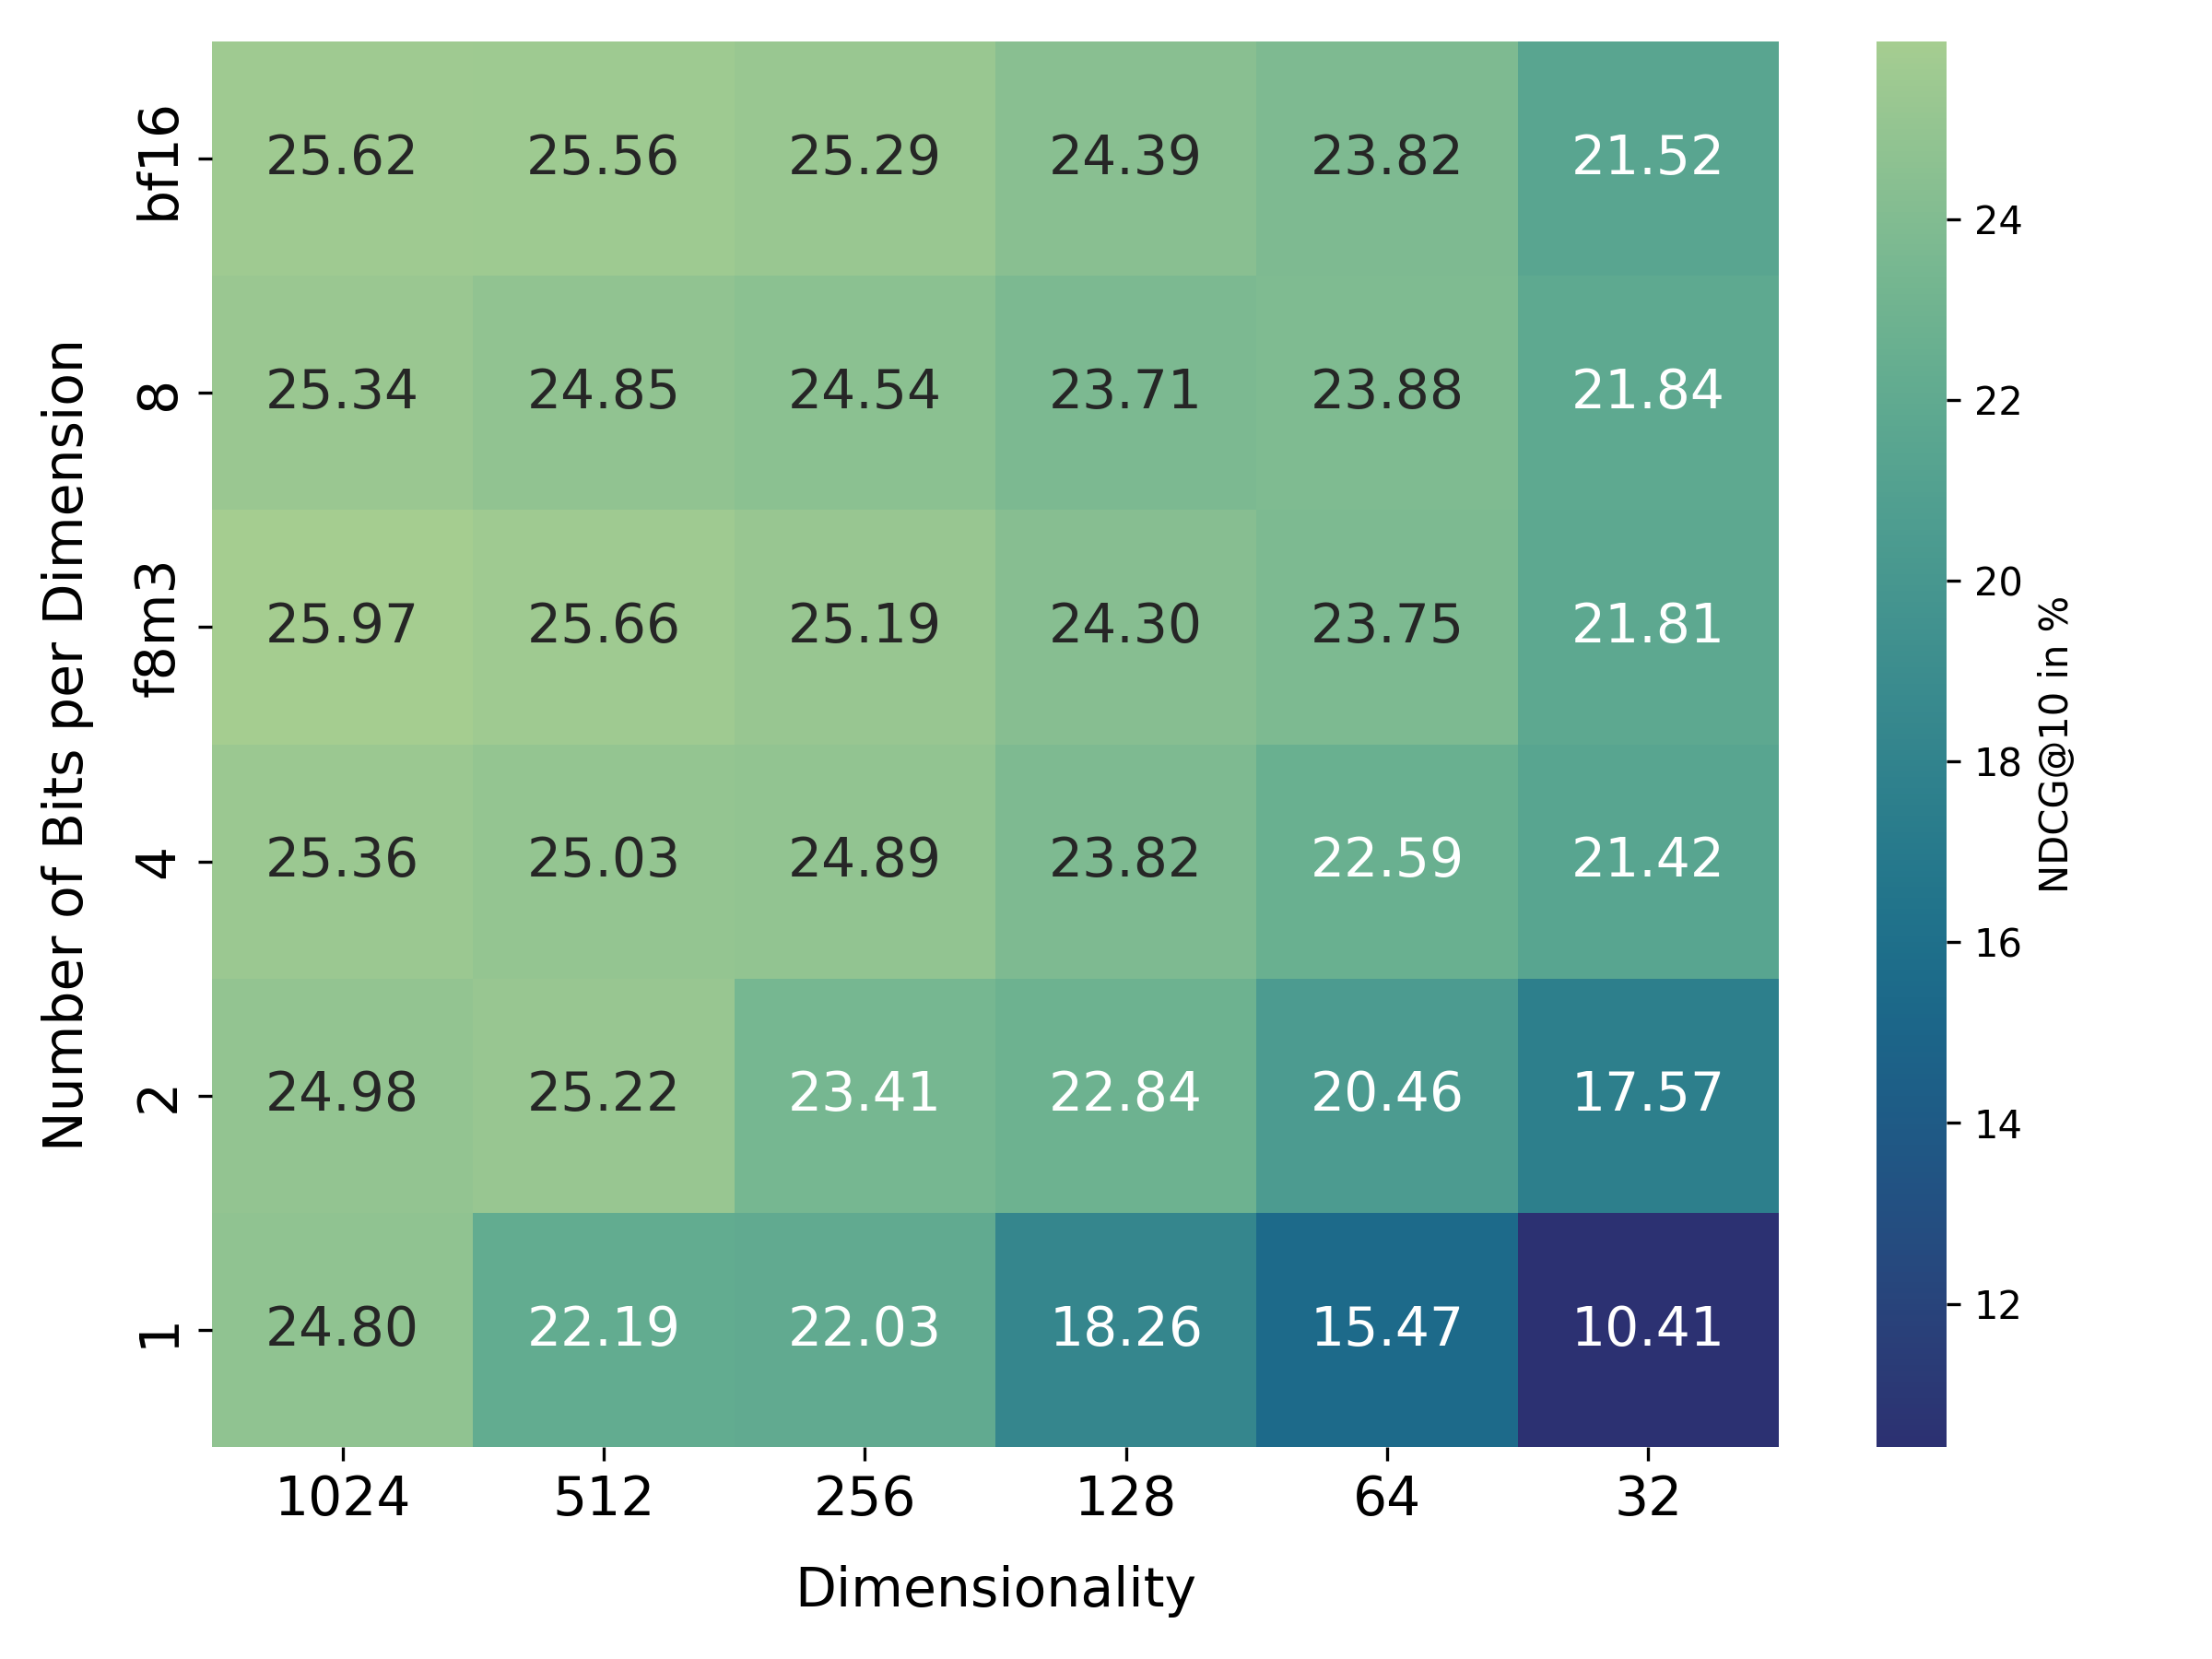 Number of Bits per Dimension
bf16 25.62 25.56 25.29 24.39 23.82 21.52
8 25.34 24.85 24.54 23.71 23.88 21.84
f8m3 25.97 25.66 25.19 24.30 23.75 21.81
4 25.36 25.03 24.89 23.82 22.59 21.42
2 24.98 25.22 23.41 22.84 20.46 17.57
1 24.80 22.19 22.03 18.26 15.47 10.41
1024 512 256 128 64 32
Dimensionality
24
22
20
18
16
14
12
NDCG@10 in %